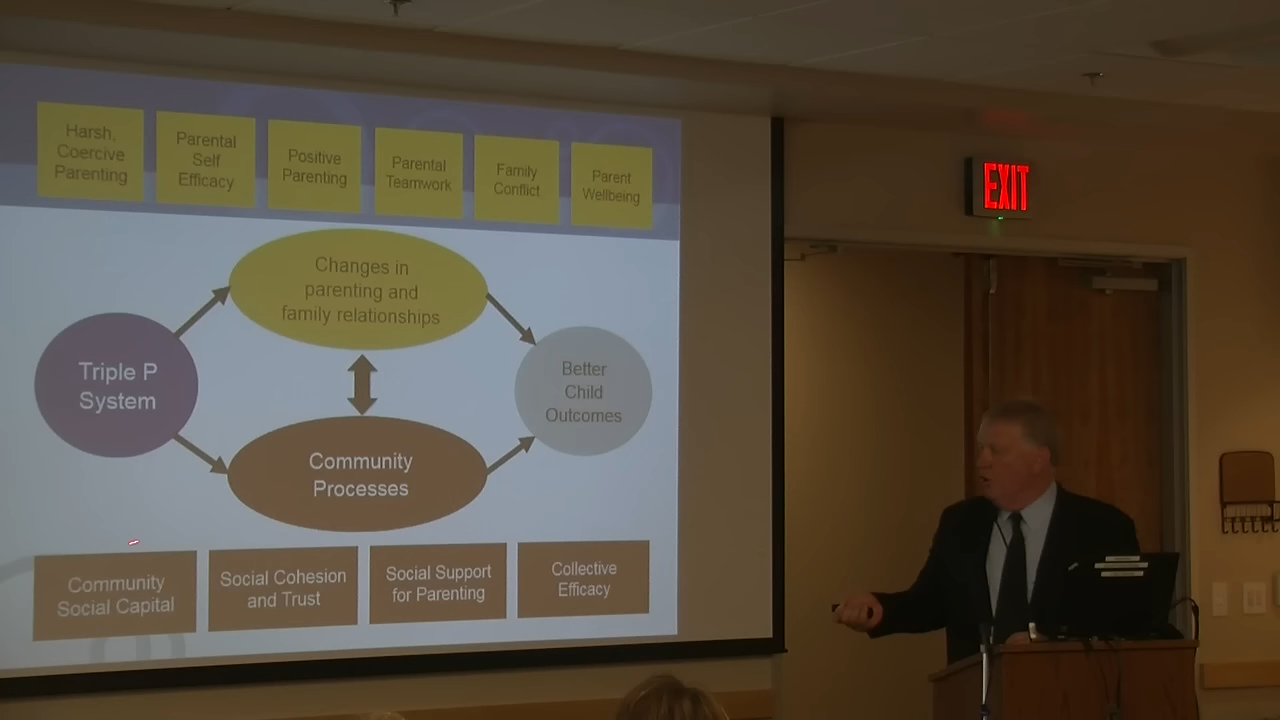 Harsh,
Coercive
Parenting
Parental
Self
Efficacy
Positive
Parenting
Parental
Teamwork
Family
Conflict
Parent
Wellbeing
EXIT
Changes in
parenting and
family relationships
Triple P
System
Better
Child
Outcomes
Community
Processes
Community
Social Capital
Social Cohesion
and Trust
Social Support
for Parenting
Collective
Efficacy